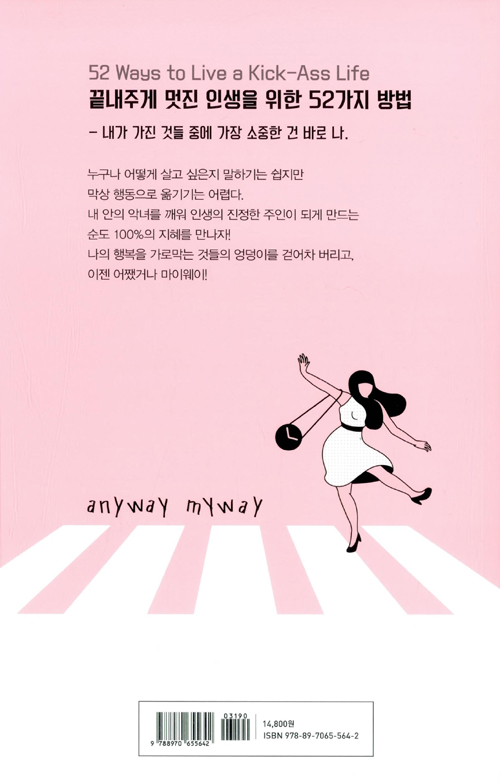 52 Ways to Live a Kick-Ass Life
끝내주게 멋진 인생을 위한 52가지 방법
– 내가 가진 것들 중에 가장 소중한 건 바로 나.
누구나 어떻게 살고 싶은지 말하기는 쉽지만
막상 행동으로 옮기기는 어렵다.
내 안의 악녀를 깨워 인생의 진정한 주인이 되게 만드는
순도 100%의 지혜를 만나자!
나의 행복을 가로막는 것들의 엉덩이를 걷어차 버리고,
이젠 어쨌거나 마이웨이!
anyway myway
03190
9 788970 655642
14,800원
ISBN 978-89-7065-564-2